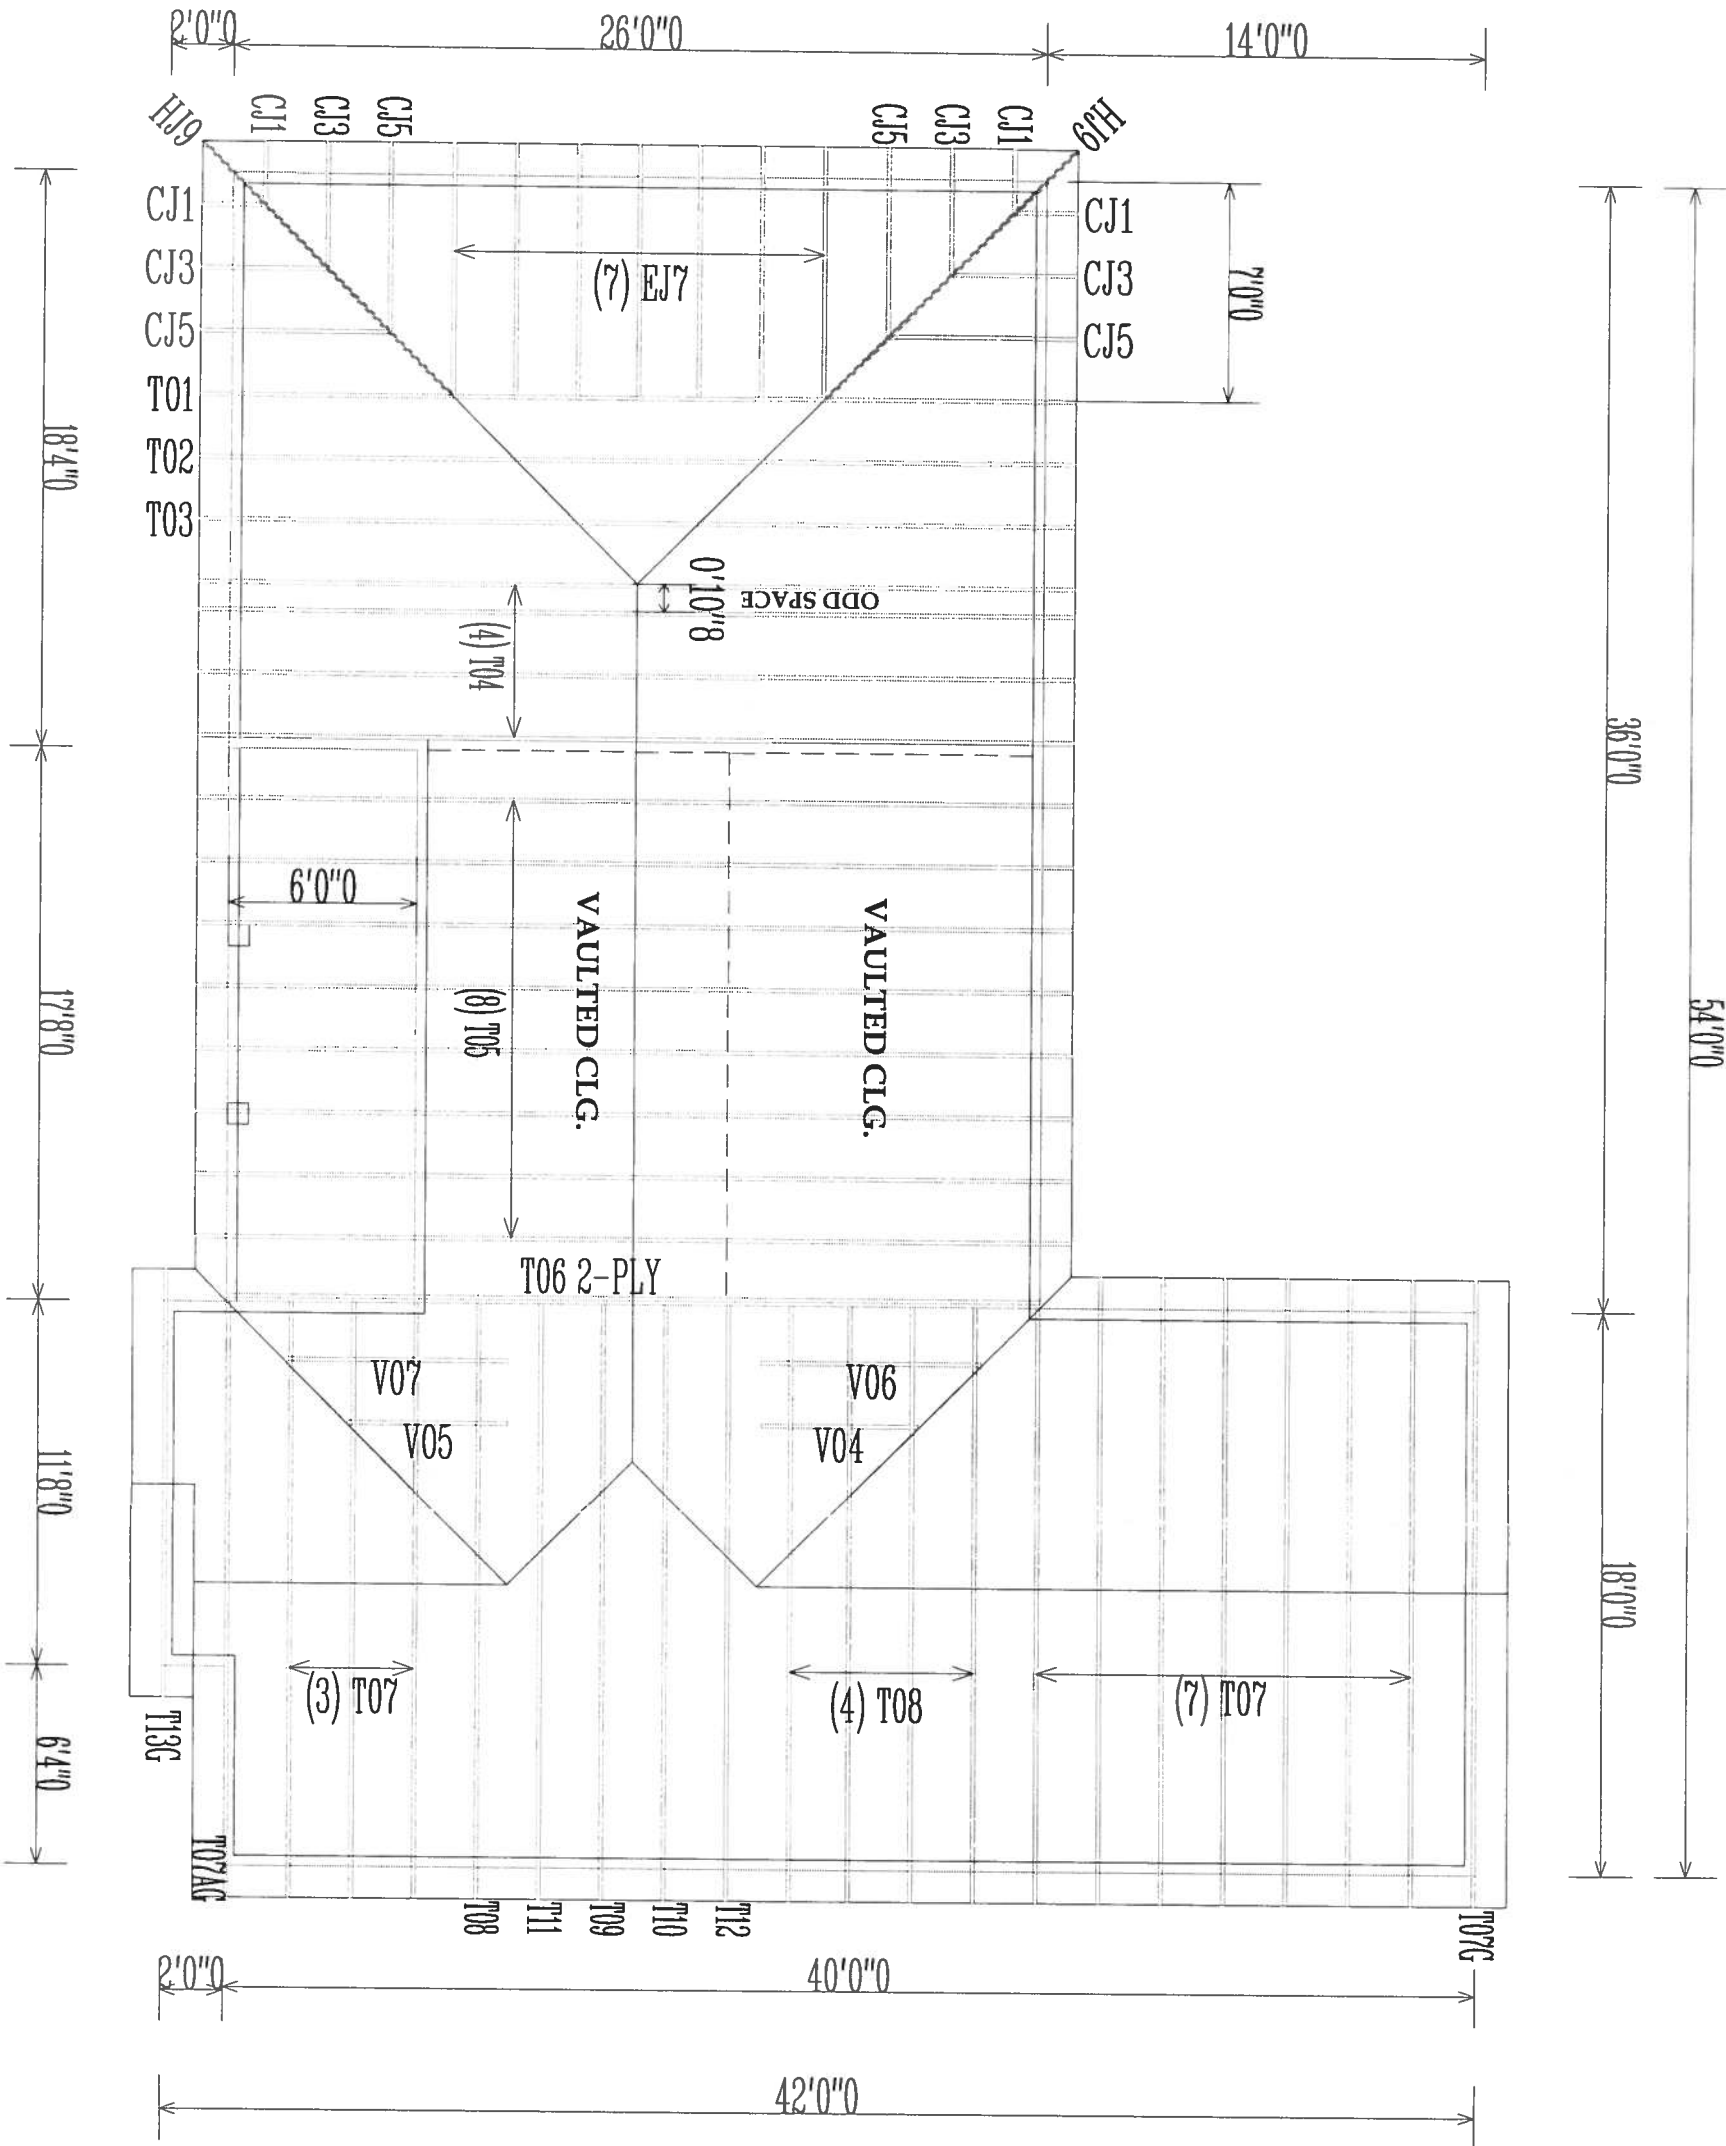 2'0"0
26'0"0
14'0"0
HJ9
CJ1
CJ3
CJ5
CJ5
CJ3
CJ1
HJ9
CJ1
CJ3
CJ5
T01
T02
T03
(7) EJ7
CJ1
CJ3
CJ5
7'0"0
18'4"0
36'0"0
54'0"0
0'10"8
ODD SPACE
(4) T04
6'0"0
VAULTED CLG.
VAULTED CLG.
(8) T05
17'8"0
T06 2-PLY
V07
V06
V05
V04
11'8"0
18'0"0
(3) T07
(4) T08
(7) T07
T13G
6'4"0
T07AG
T08
T11
T09
T10
T12
T07G
2'0"0
40'0"0
42'0"0